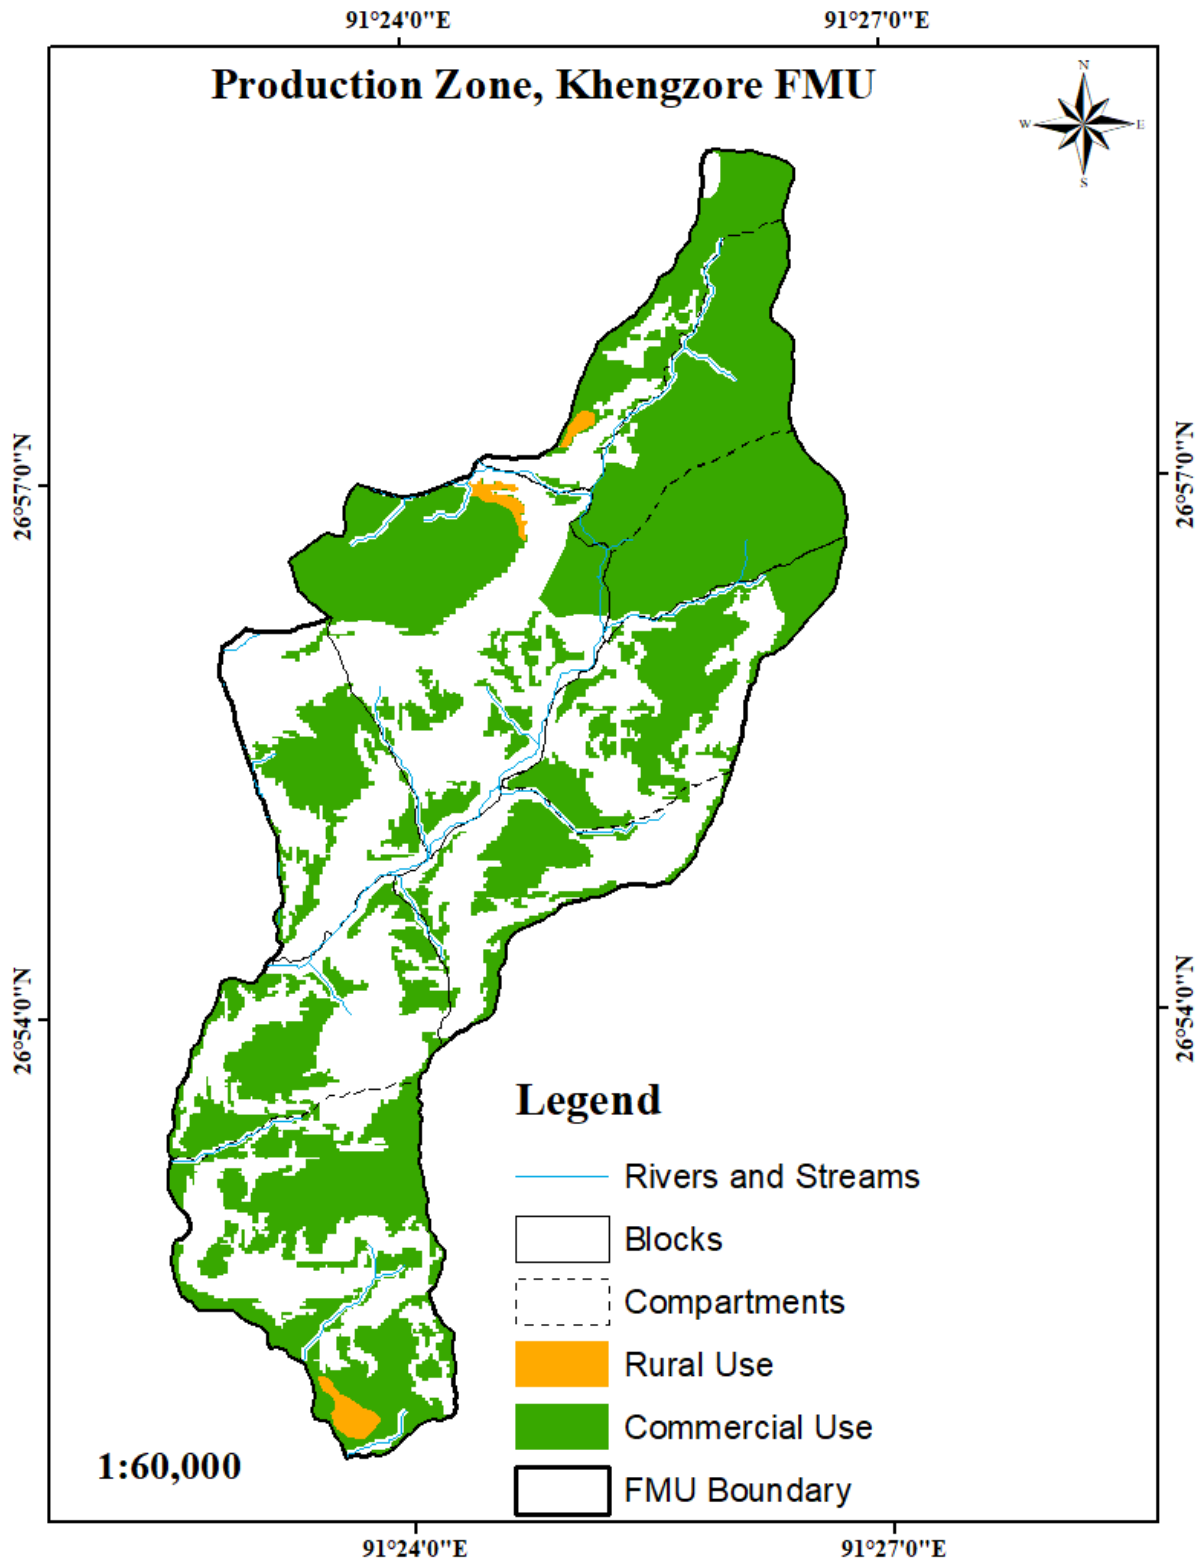 91°24'0"E 91°27'0"E
Production Zone, Khengzore FMU
N
W E
S
26°57'0"N 26°57'0"N
26°54'0"N 26°54'0"N
Legend
Rivers and Streams
Blocks
Compartments
Rural Use
Commercial Use
FMU Boundary
1:60,000
91°24'0"E 91°27'0"E